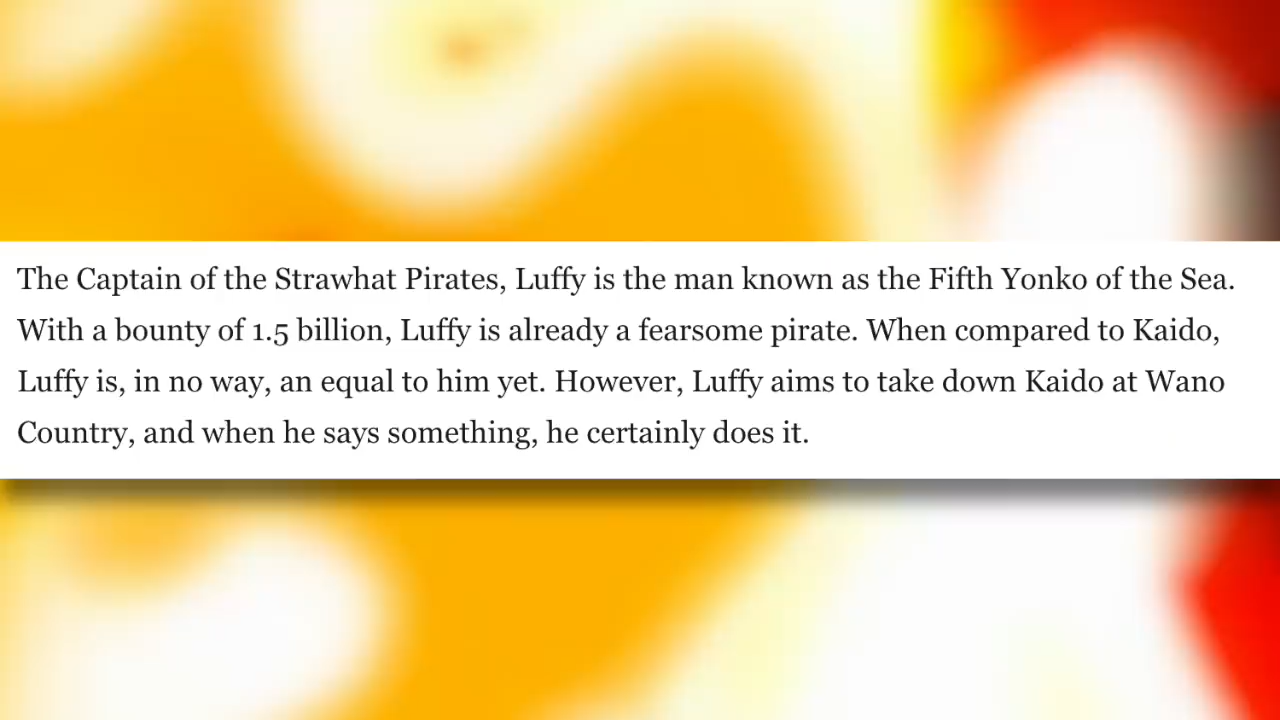 The Captain of the Strawhat Pirates, Luffy is the man known as the Fifth Yonko of the Sea.
With a bounty of 1.5 billion, Luffy is already a fearsome pirate. When compared to Kaido,
Luffy is, in no way, an equal to him yet. However, Luffy aims to take down Kaido at Wano
Country, and when he says something, he certainly does it.